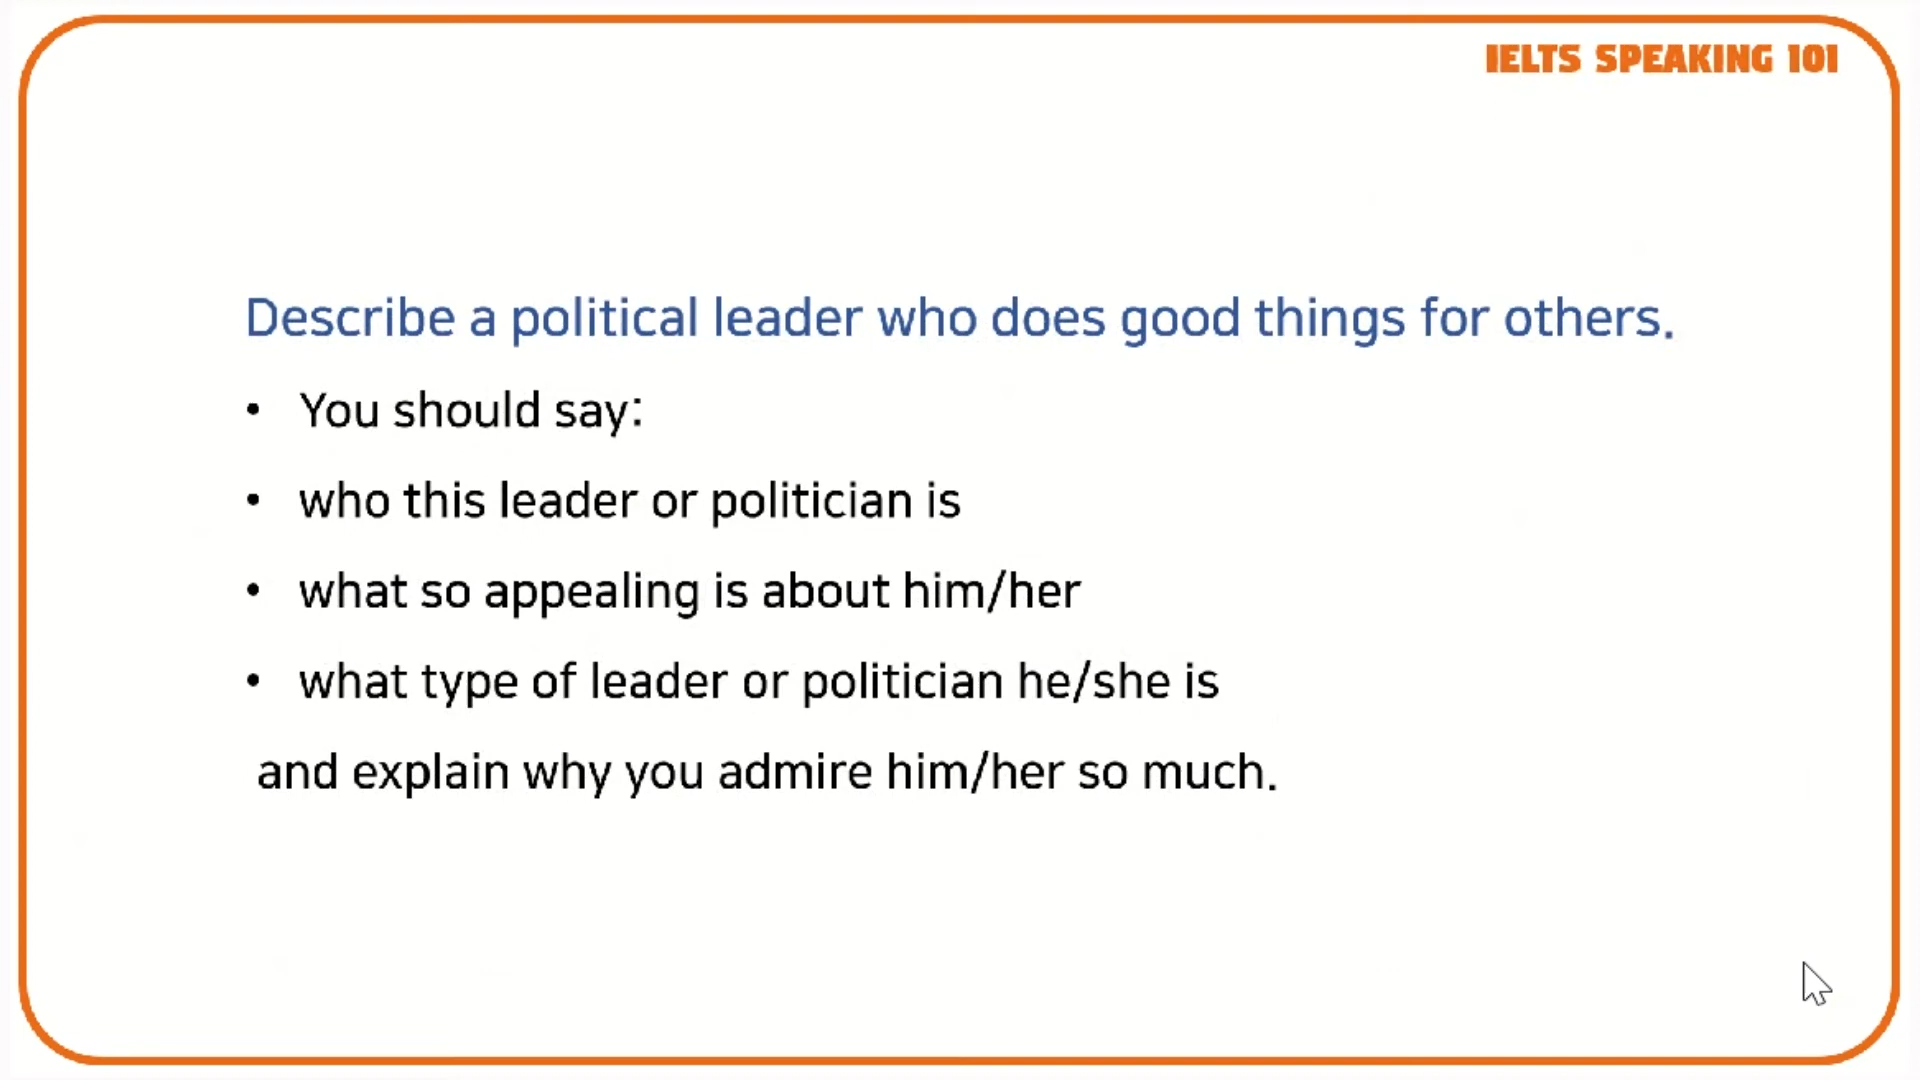 IELTS SPEAKING 101
Describe a political leader who does good things for others.
• You should say:
• who this leader or politician is
• what so appealing is about him/her
• what type of leader or politician he/she is
and explain why you admire him/her so much.